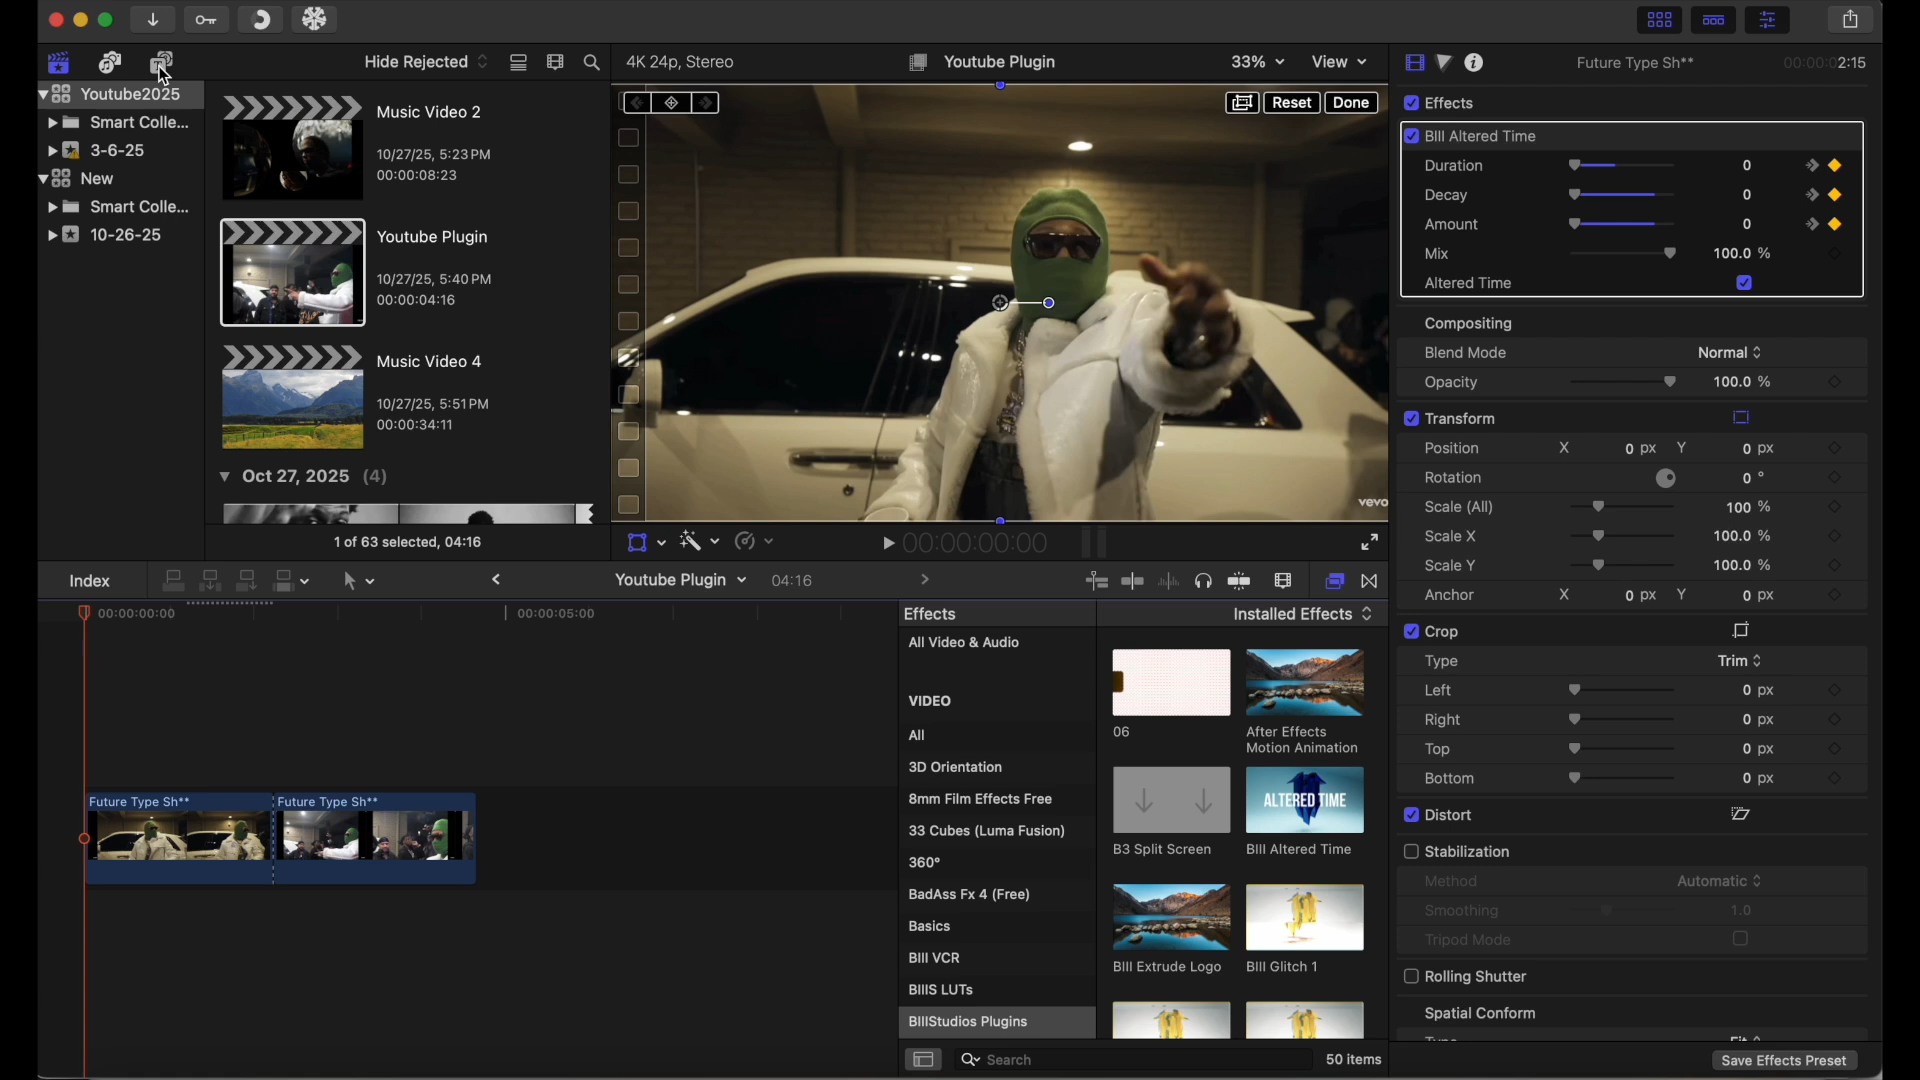 Hide Rejected
4K 24p, Stereo
Youtube Plugin
33%
View
Future Type Sh**
00:00:02:15
Youtube2025
Smart Colle...
3-6-25
New
Smart Colle...
10-26-25
Music Video 2
10/27/25, 5:23 PM
00:00:08:23
Youtube Plugin
10/27/25, 5:40 PM
00:00:04:16
Music Video 4
10/27/25, 5:51 PM
00:00:34:11
Oct 27, 2025 (4)
1 of 63 selected, 04:16
Reset
Done
vevo
00:00:00:00
Effects
BIII Altered Time
Duration 0
Decay 0
Amount 0
Mix 100.0 %
Altered Time
Compositing
Blend Mode Normal
Opacity 100.0 %
Transform
Position X 0 px Y 0 px
Rotation 0 °
Scale (All) 100 %
Scale X 100.0 %
Scale Y 100.0 %
Anchor X 0 px Y 0 px
Crop
Type Trim
Left 0 px
Right 0 px
Top 0 px
Bottom 0 px
Distort
Stabilization
Method Automatic
Smoothing 1.0
Tripod Mode
Rolling Shutter
Spatial Conform
Save Effects Preset
Index
Youtube Plugin
04:16
00:00:00:00
00:00:05:00
Future Type Sh**
Future Type Sh**
Effects
Installed Effects
All Video & Audio
VIDEO
All
3D Orientation
8mm Film Effects Free
33 Cubes (Luma Fusion)
360°
BadAss Fx 4 (Free)
Basics
BIII VCR
BIIIS LUTs
BIIIStudios Plugins
06
After Effects
Motion Animation
B3 Split Screen
ALTERED TIME
BIII Altered Time
BIII Extrude Logo
BIII Glitch 1
Search
50 items